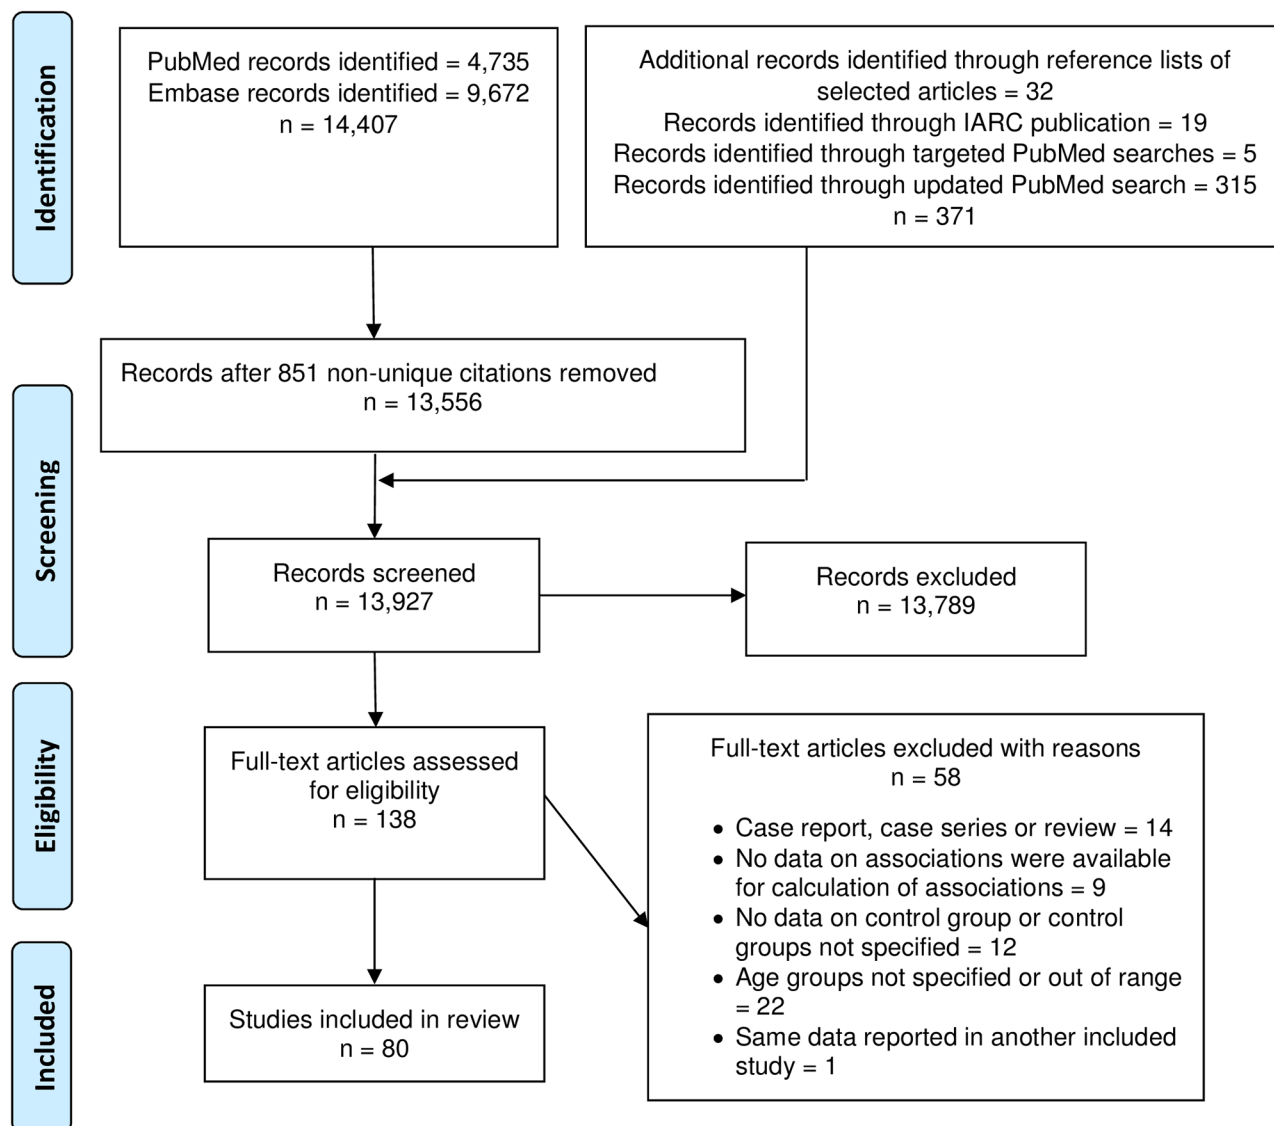 Identification
PubMed records identified = 4,735
Embase records identified = 9,672
n = 14,407
Additional records identified through reference lists of
selected articles = 32
Records identified through IARC publication = 19
Records identified through targeted PubMed searches = 5
Records identified through updated PubMed search = 315
n = 371
Screening
Records after 851 non-unique citations removed
n = 13,556
Records screened
n = 13,927
Records excluded
n = 13,789
Eligibility
Full-text articles assessed
for eligibility
n = 138
Full-text articles excluded with reasons
n = 58
• Case report, case series or review = 14
• No data on associations were available
for calculation of associations = 9
• No data on control group or control
groups not specified = 12
• Age groups not specified or out of range
= 22
• Same data reported in another included
study = 1
Included
Studies included in review
n = 80